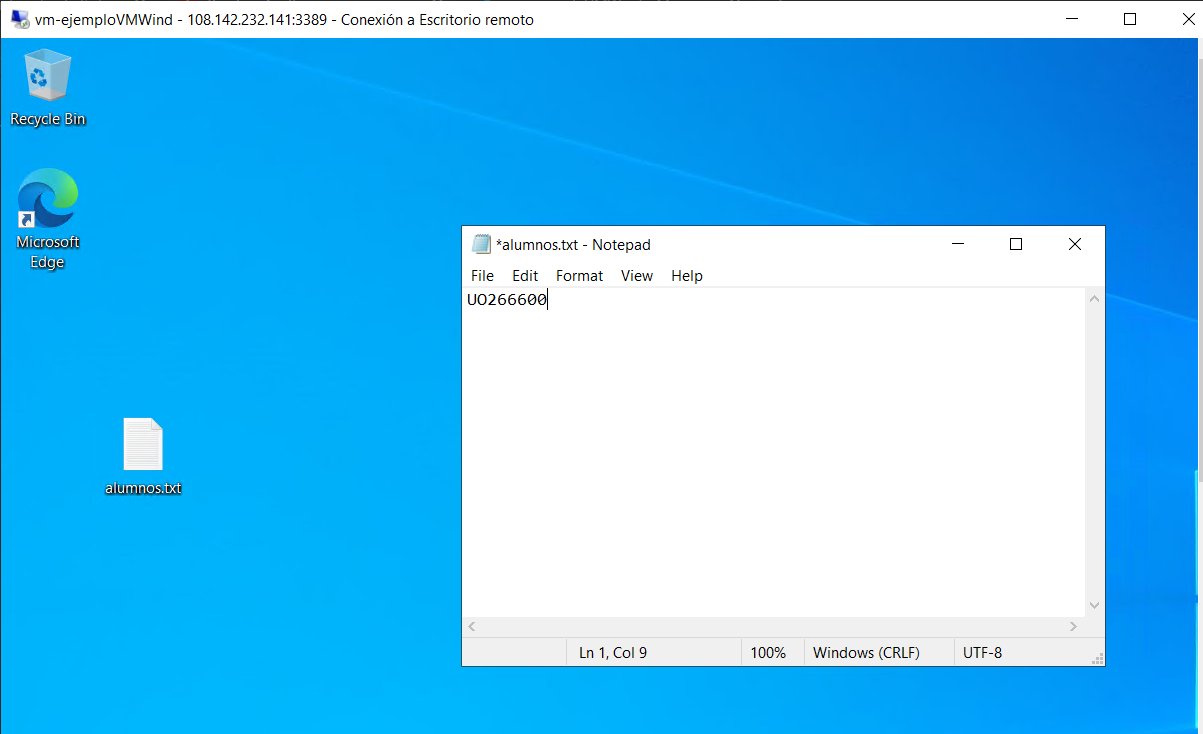 vm-ejemploVMWind - 108.142.232.141:3389 - Conexión a Escritorio remoto
Recycle Bin
Microsoft
Edge
alumnos.txt
*alumnos.txt - Notepad
File Edit Format View Help
UO266600
Ln 1, Col 9 100% Windows (CRLF) UTF-8